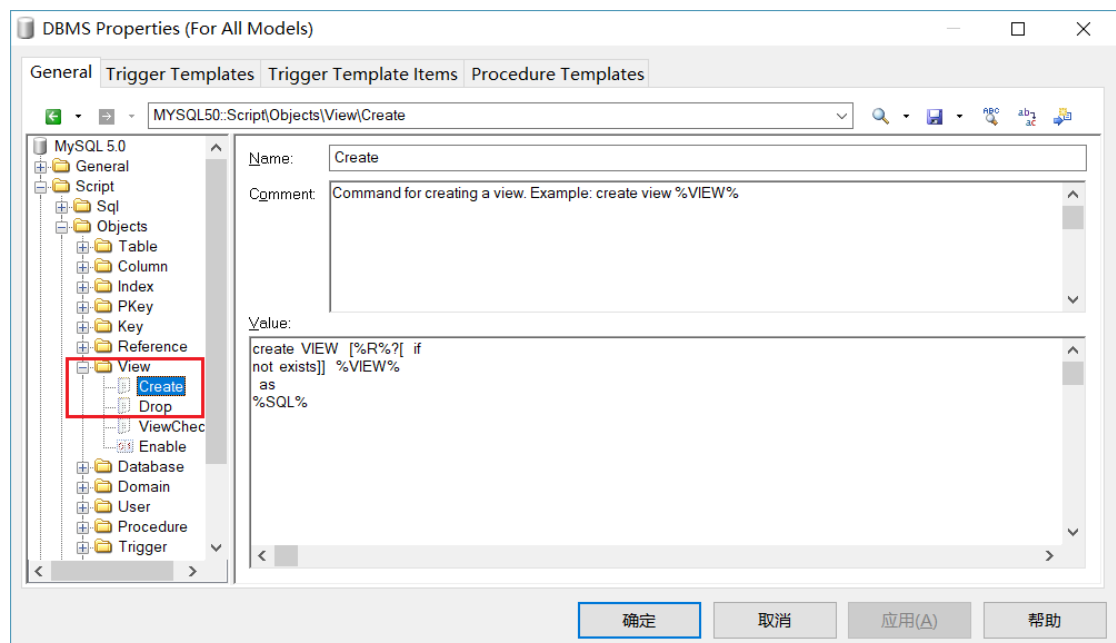 DBMS Properties (For All Models)
General Trigger Templates Trigger Template Items Procedure Templates
MYSQL50::Script\Objects\View\Create
MySQL 5.0
General
Script
Sql
Objects
Table
Column
Index
PKey
Key
Reference
View
Create
Drop
ViewChec
Enable
Database
Domain
User
Procedure
Trigger
Name:
Create
Comment:
Command for creating a view. Example: create view %VIEW%
Value:
create VIEW [%R%?[ if
not exists]] %VIEW%
as
%SQL%
确定
取消
应用(A)
帮助